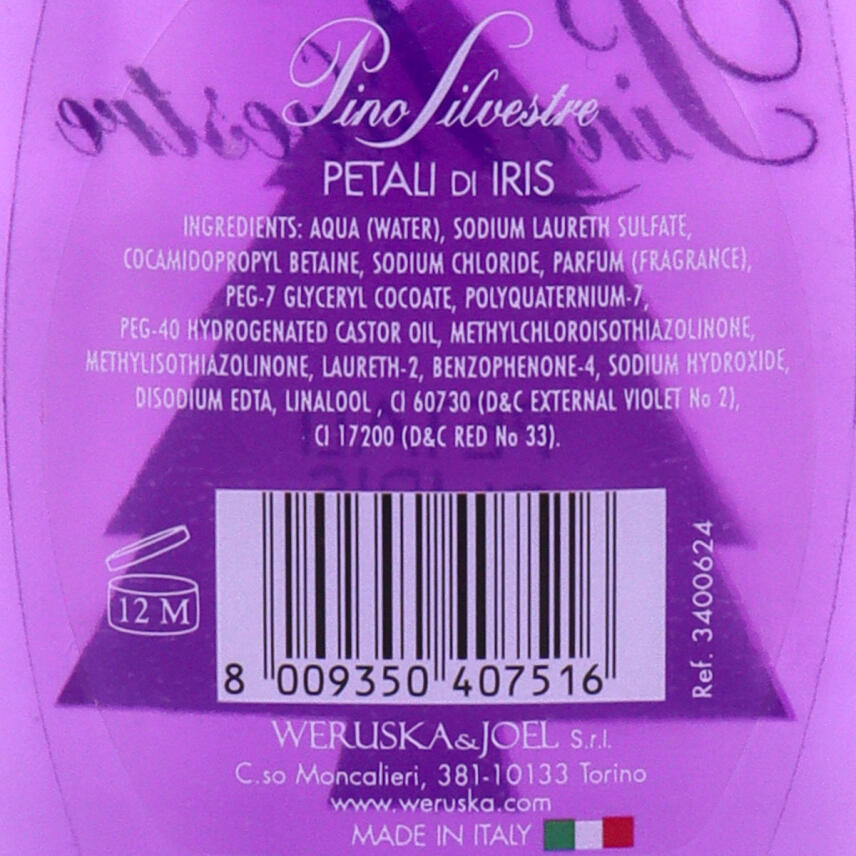 Pino Silvestre
PETALI DI IRIS
INGREDIENTS: AQUA (WATER), SODIUM LAURETH SULFATE,
COCAMIDOPROPYL BETAINE, SODIUM CHLORIDE, PARFUM (FRAGRANCE),
PEG-7 GLYCERYL COCOATE, POLYQUATERNIUM-7,
PEG-40 HYDROGENATED CASTOR OIL, METHYLCHLOROISOTHIAZOLINONE,
METHYLISOTHIAZOLINONE, LAURETH-2, BENZOPHENONE-4, SODIUM HYDROXIDE,
DISODIUM EDTA, LINALOOL , CI 60730 (D&C EXTERNAL VIOLET No 2),
CI 17200 (D&C RED No 33).
12 M
8 009350 407516
Ref. 3400624
WERUSKA&JOEL S.r.l.
C.so Moncalieri, 381-10133 Torino
www.weruska.com
MADE IN ITALY